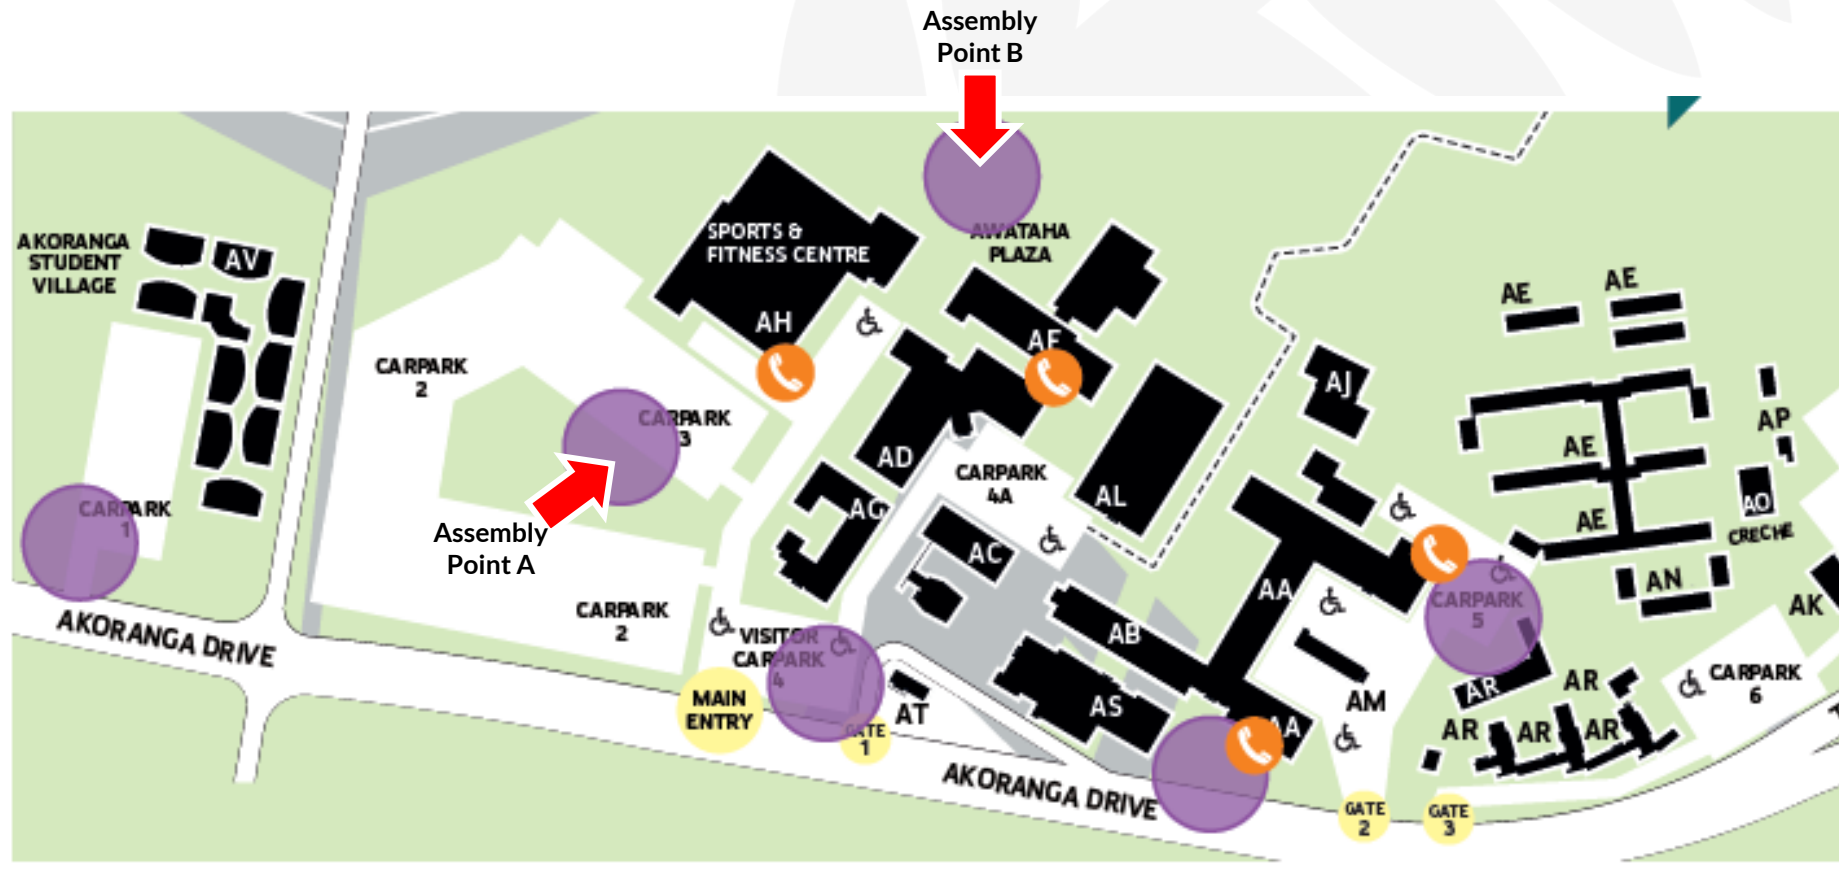 Assembly
Point B
AKORANGA
STUDENT
VILLAGE
AV
SPORTS &
FITNESS CENTRE
AWATAHA
PLAZA
AH
AF
CARPARK
2
CARPARK
3
CARPARK
1
Assembly
Point A
AD
AG
CARPARK
4A
AL
AC
AJ
AE
AE
AE
AE
AP
AO
CRECHE
AN
AK
AA
AB
AS
AT
CARPARK
2
VISITOR
CARPARK
4
MAIN
ENTRY
GATE
1
AKORANGA DRIVE
AKORANGA DRIVE
AA
AM
CARPARK
5
AR
AR
AR
AR
AR
CARPARK
6
GATE
2
GATE
3